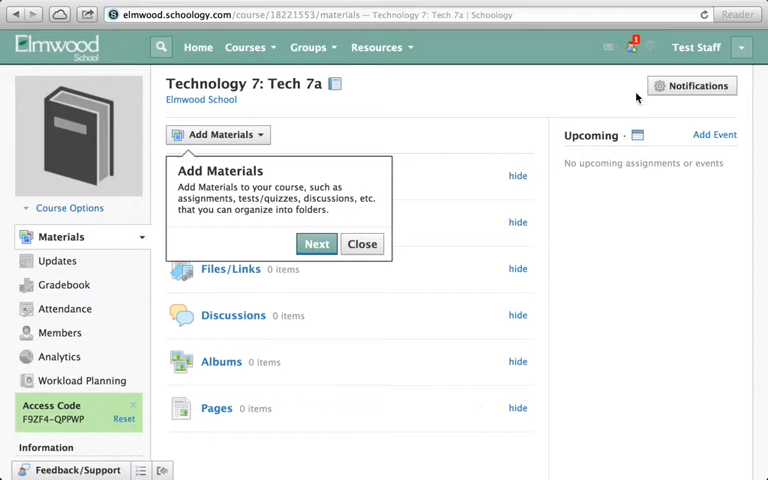 elmwood.schoology.com/course/18221553/materials — Technology 7: Tech 7a | Schoology
Reader
Elmwood
School
Home
Courses
Groups
Resources
1
Test Staff
Technology 7: Tech 7a
Elmwood School
Notifications
Add Materials
Upcoming ·
Add Event
No upcoming assignments or events
Add Materials
Add Materials to your course, such as
assignments, tests/quizzes, discussions, etc.
that you can organize into folders.
Next
Close
hide
hide
Files/Links 0 items hide
Discussions 0 items hide
Albums 0 items hide
Pages 0 items hide
Course Options
Materials
Updates
Gradebook
Attendance
Members
Analytics
Workload Planning
Access Code
F9ZF4-QPPWP Reset
Information
Feedback/Support